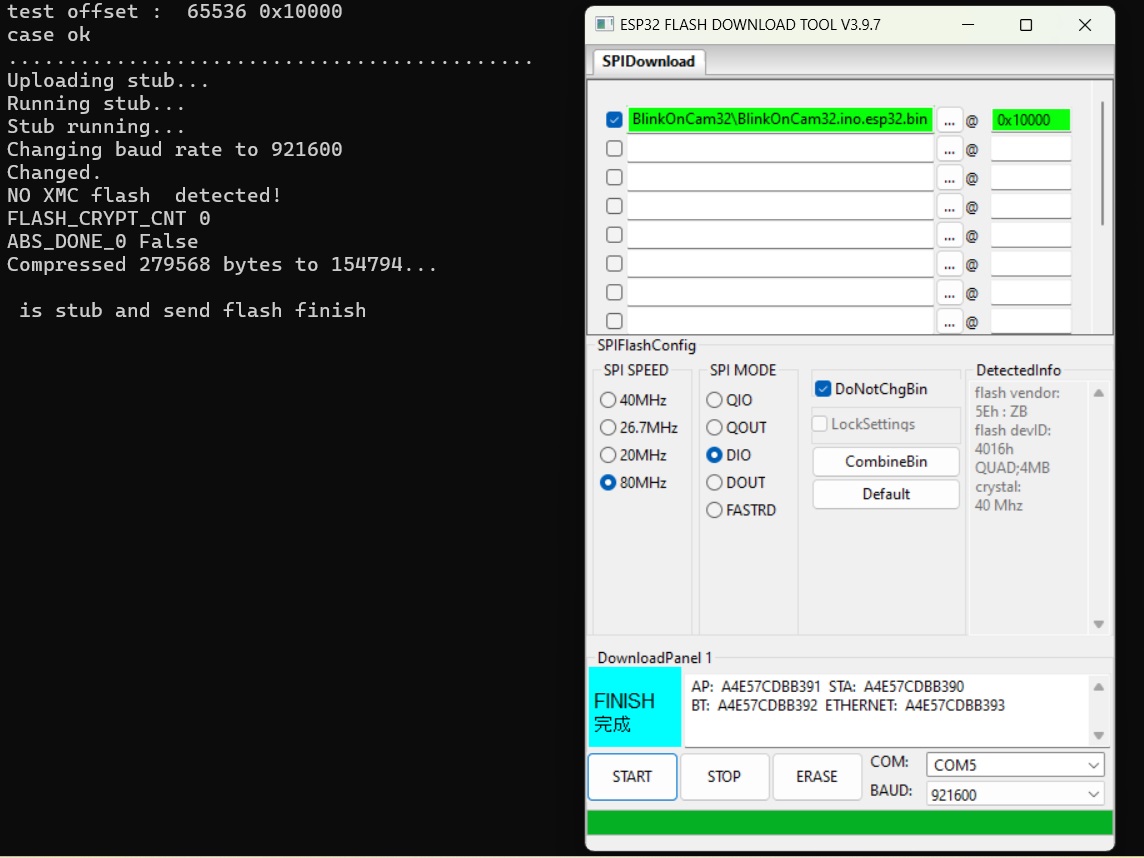 test offset :  65536 0x10000
case ok
............................................
Uploading stub...
Running stub...
Stub running...
Changing baud rate to 921600
Changed.
NO XMC flash  detected!
FLASH_CRYPT_CNT 0
ABS_DONE_0 False
Compressed 279568 bytes to 154794...
 is stub and send flash finish
ESP32 FLASH DOWNLOAD TOOL V3.9.7
SPIDownload
BlinkOnCam32\BlinkOnCam32.ino.esp32.bin ... @ 0x10000
... @
... @
... @
... @
... @
... @
... @
SPIFlashConfig
SPI SPEED
40MHz
26.7MHz
20MHz
80MHz
SPI MODE
QIO
QOUT
DIO
DOUT
FASTRD
DoNotChgBin
LockSettings
CombineBin
Default
DetectedInfo
flash vendor:
5Eh : ZB
flash devID:
4016h
QUAD;4MB
crystal:
40 Mhz
DownloadPanel 1
FINISH
完成
AP:  A4E57CDBB391  STA:  A4E57CDBB390
BT:  A4E57CDBB392  ETHERNET:  A4E57CDBB393
START
STOP
ERASE
COM: COM5
BAUD: 921600